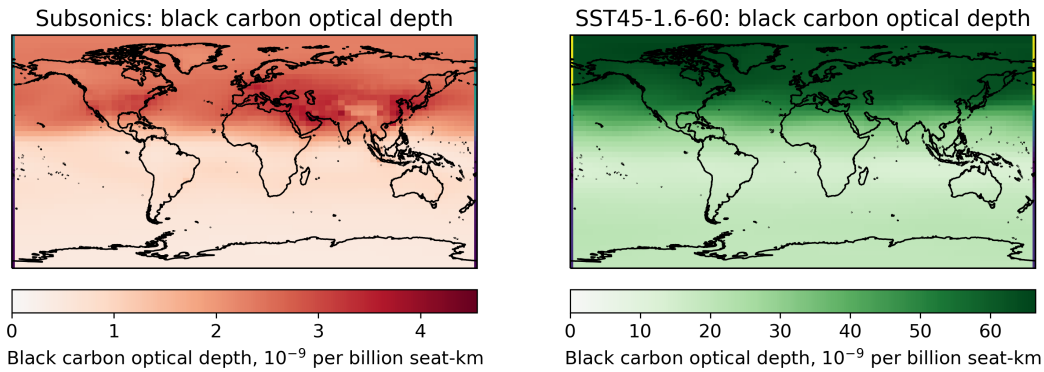 Subsonics: black carbon optical depth
SST45-1.6-60: black carbon optical depth
0 1 2 3 4
0 10 20 30 40 50 60
Black carbon optical depth, 10⁻⁹ per billion seat-km
Black carbon optical depth, 10⁻⁹ per billion seat-km